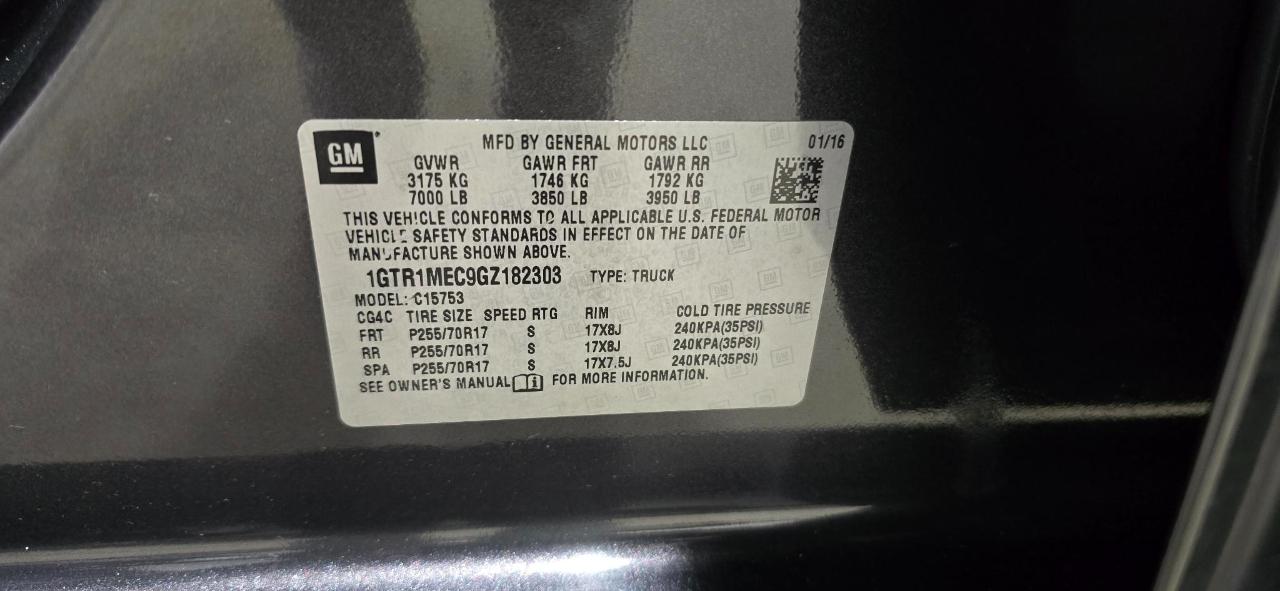 GM
MFD BY GENERAL MOTORS LLC 01/16
GVWR GAWR FRT GAWR RR
3175 KG 1746 KG 1792 KG
7000 LB 3850 LB 3950 LB
THIS VEHICLE CONFORMS TO ALL APPLICABLE U.S. FEDERAL MOTOR
VEHICLE SAFETY STANDARDS IN EFFECT ON THE DATE OF
MANUFACTURE SHOWN ABOVE.
1GTR1MEC9GZ182303 TYPE: TRUCK
MODEL: C15753
CG4C TIRE SIZE SPEED RTG RIM COLD TIRE PRESSURE
FRT P255/70R17 S 17X8J 240KPA(35PSI)
RR P255/70R17 S 17X8J 240KPA(35PSI)
SPA P255/70R17 S 17X7.5J 240KPA(35PSI)
SEE OWNER'S MANUAL FOR MORE INFORMATION.